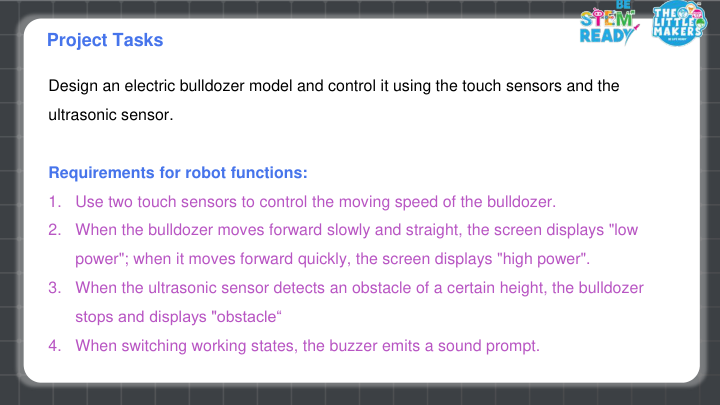 BE
STEM
READY
THE
LITTLE
MAKERS
Project Tasks
Design an electric bulldozer model and control it using the touch sensors and the
ultrasonic sensor.
Requirements for robot functions:
1. Use two touch sensors to control the moving speed of the bulldozer.
2. When the bulldozer moves forward slowly and straight, the screen displays "low
power"; when it moves forward quickly, the screen displays "high power".
3. When the ultrasonic sensor detects an obstacle of a certain height, the bulldozer
stops and displays "obstacle“
4. When switching working states, the buzzer emits a sound prompt.